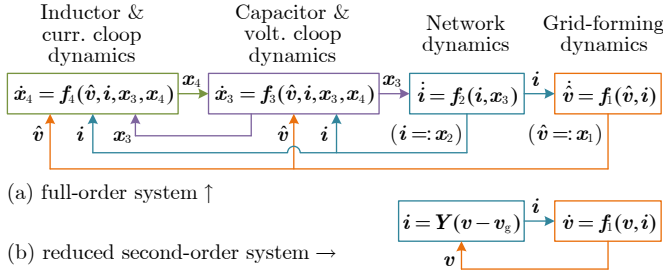 Inductor & Capacitor & Network Grid-forming
curr. cloop volt. cloop dynamics dynamics
dynamics dynamics
ẋ₄ = f₄(v̂, i, x₃, x₄) x₄ ẋ₃ = f₃(v̂, i, x₃, x₄) x₃ i̇ = f₂(i, x₃) i v̂̇ = f₁(v̂, i)
v̂ i x₃ v̂ i (i =: x₂) (v̂ =: x₁)
(a) full-order system ↑
i = Y(v − v_g) i v̇ = f₁(v, i)
(b) reduced second-order system →
v